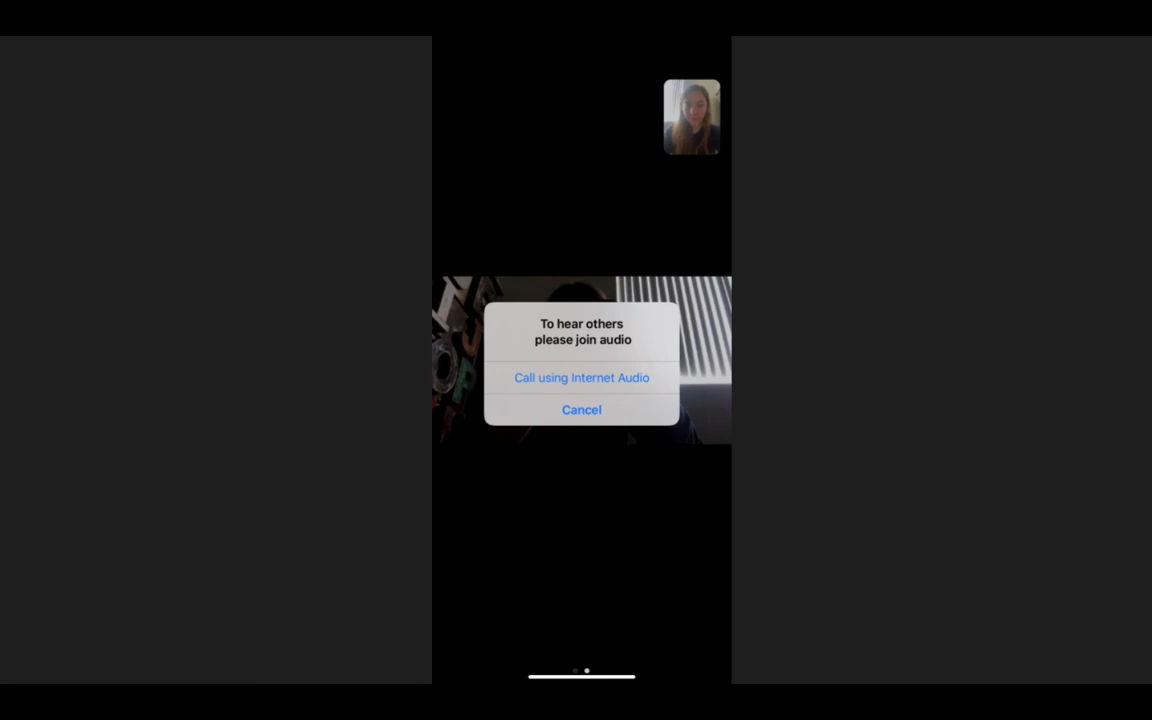 To hear others
please join audio
Call using Internet Audio
Cancel